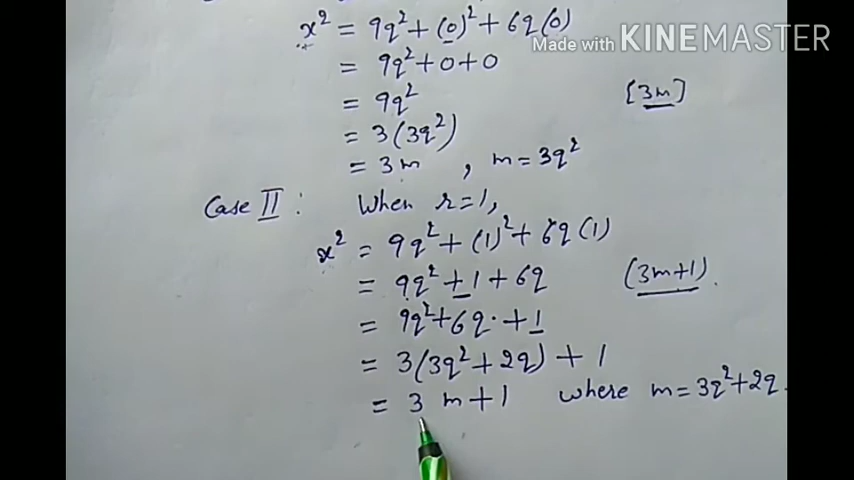 x² = 9q² + (0)² + 6q(0)
Made with KINEMASTER
= 9q² + 0 + 0
= 9q²
[3m]
= 3(3q²)
= 3m , m = 3q²
Case II : When r=1,
x² = 9q² + (1)² + 6q(1)
= 9q² + 1 + 6q (3m+1).
= 9q² + 6q + 1
= 3(3q² + 2q) + 1
= 3 m + 1 where m = 3q² + 2q.